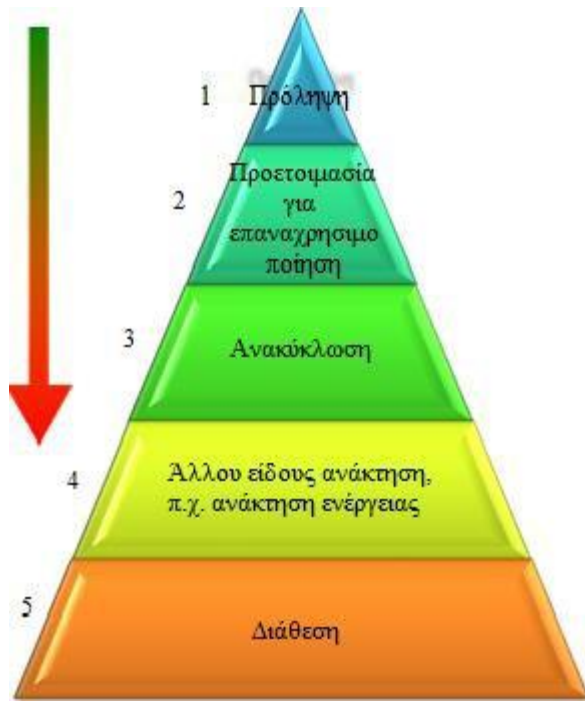 1 Πρόληψη
2 Προετοιμασία
για
επαναχρησιμο
ποίηση
3 Ανακύκλωση
4 Άλλου είδους ανάκτηση,
π.χ. ανάκτηση ενέργειας
5 Διάθεση